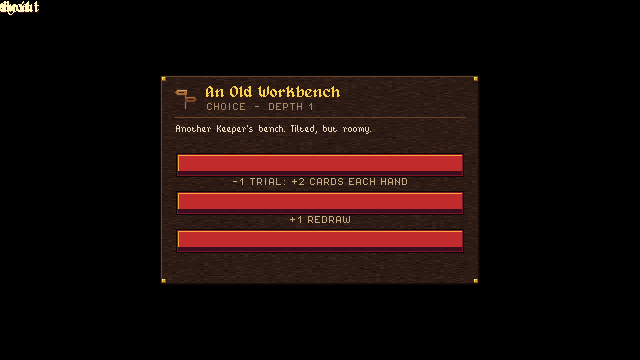 An Old Workbench
CHOICE - DEPTH 1
Another Keeper's bench. Tilted, but roomy.
-1 TRIAL: +2 CARDS EACH HAND
+1 REDRAW